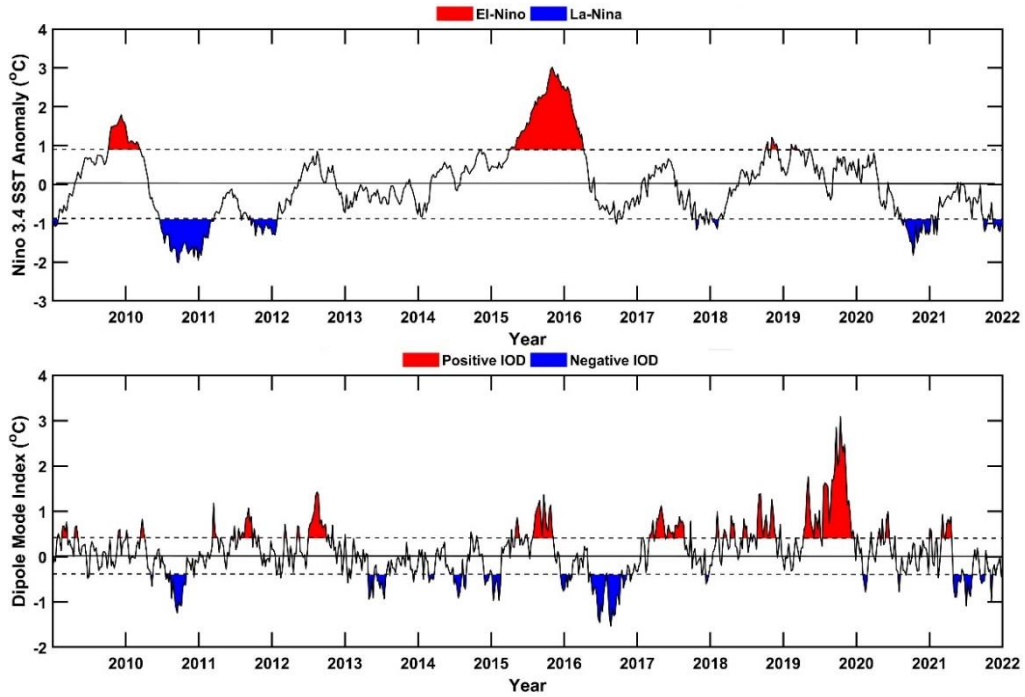 El-Nino La-Nina
Nino 3.4 SST Anomaly (°C)
4
3
2
1
0
-1
-2
-3
2010 2011 2012 2013 2014 2015 2016 2017 2018 2019 2020 2021 2022
Year
Positive IOD Negative IOD
Dipole Mode Index (°C)
4
3
2
1
0
-1
-2
2010 2011 2012 2013 2014 2015 2016 2017 2018 2019 2020 2021 2022
Year